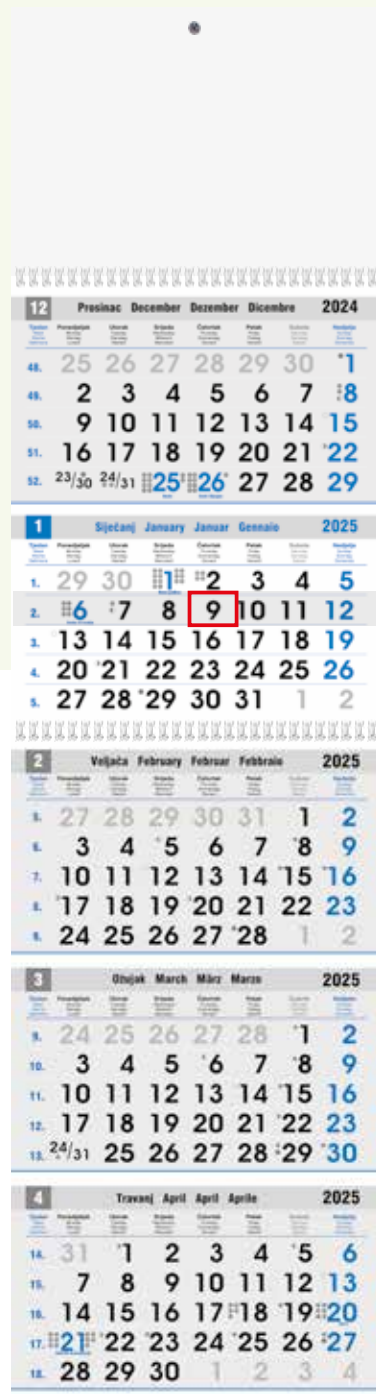 12 Prosinac December Dezember Dicembre 2024
48. 25 26 27 28 29 30 1
49. 2 3 4 5 6 7 8
50. 9 10 11 12 13 14 15
51. 16 17 18 19 20 21 22
52. 23/30 24/31 25 26 27 28 29
1 Siječanj January Januar Gennaio 2025
1. 29 30 1 2 3 4 5
2. 6 7 8 9 10 11 12
3. 13 14 15 16 17 18 19
4. 20 21 22 23 24 25 26
5. 27 28 29 30 31 1 2
2 Veljača February Februar Febbraio 2025
5. 27 28 29 30 31 1 2
6. 3 4 5 6 7 8 9
7. 10 11 12 13 14 15 16
8. 17 18 19 20 21 22 23
9. 24 25 26 27 28 1 2
3 Ožujak March März Marzo 2025
9. 24 25 26 27 28 1 2
10. 3 4 5 6 7 8 9
11. 10 11 12 13 14 15 16
12. 17 18 19 20 21 22 23
13. 24/31 25 26 27 28 29 30
4 Travanj April April Aprile 2025
14. 31 1 2 3 4 5 6
15. 7 8 9 10 11 12 13
16. 14 15 16 17 18 19 20
17. 21 22 23 24 25 26 27
18. 28 29 30 1 2 3 4